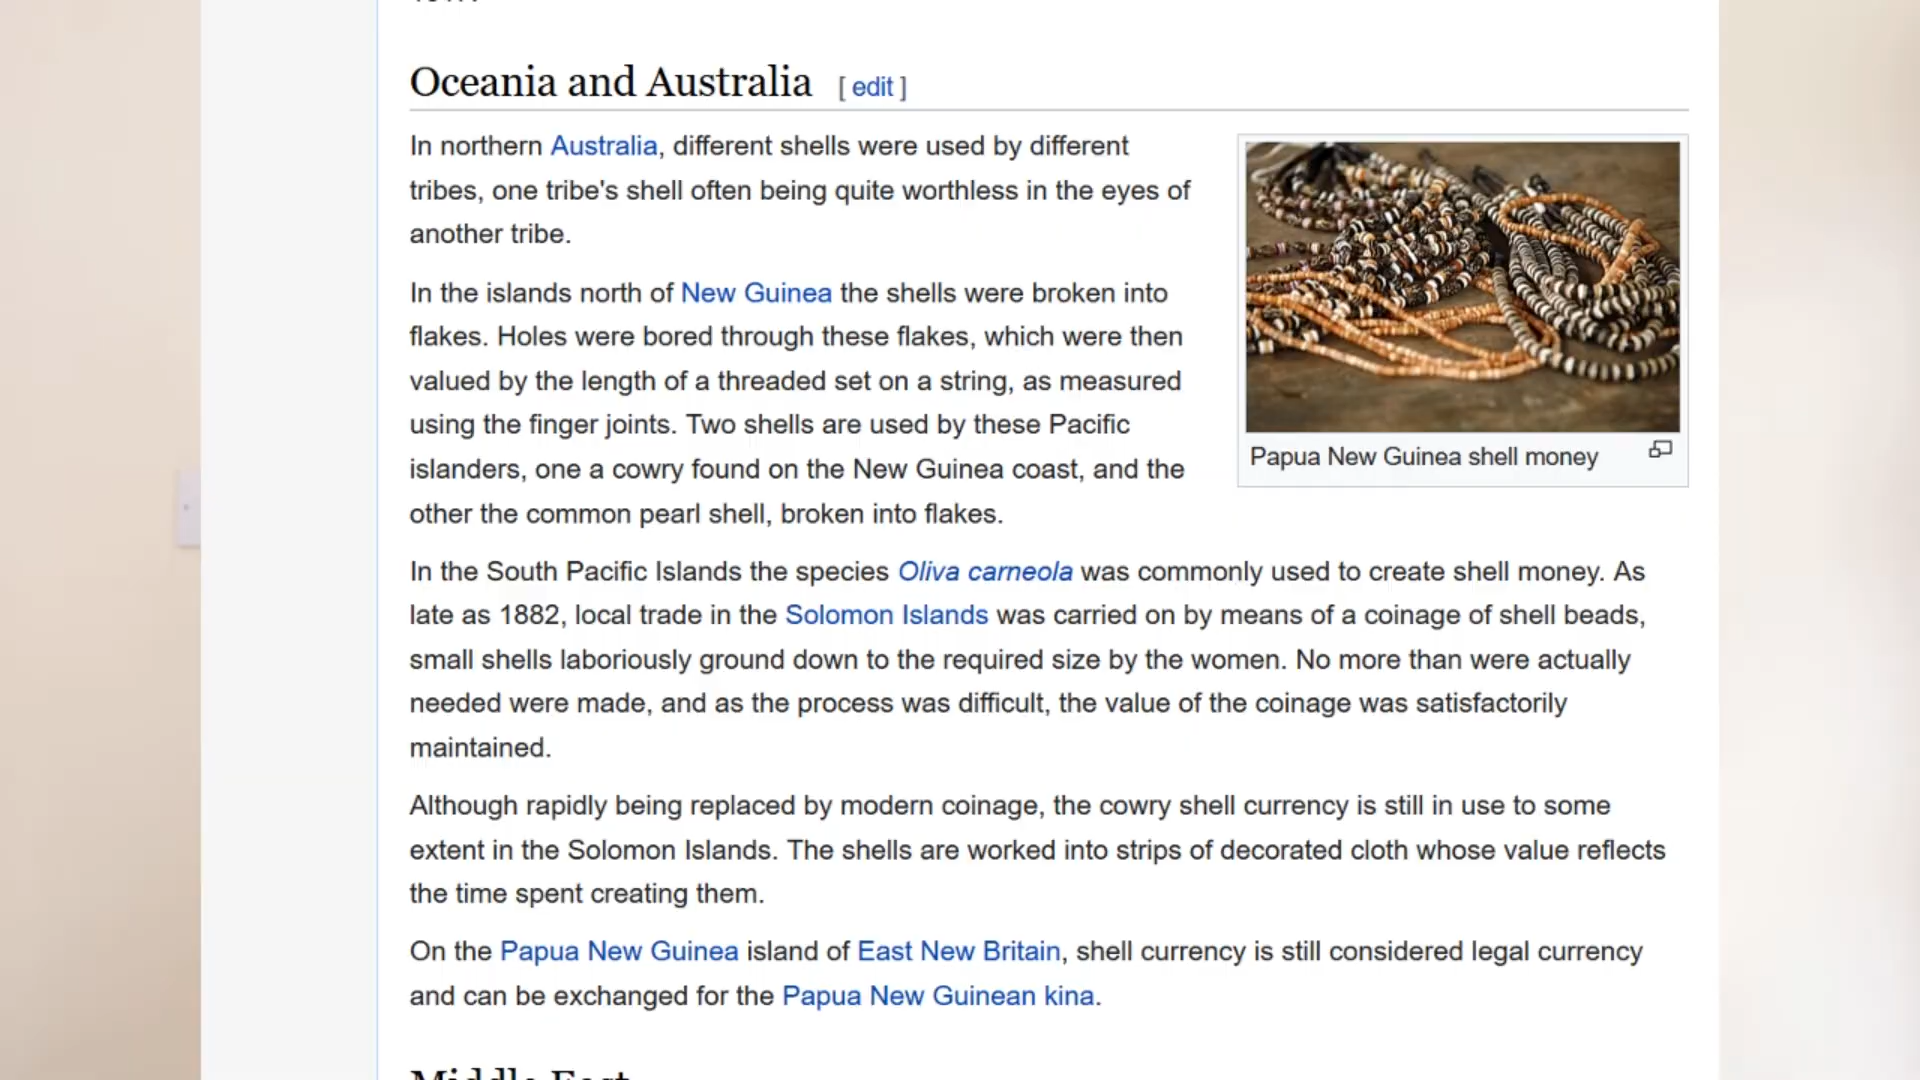 Oceania and Australia [ edit ]
In northern Australia, different shells were used by different
tribes, one tribe's shell often being quite worthless in the eyes of
another tribe.
In the islands north of New Guinea the shells were broken into
flakes. Holes were bored through these flakes, which were then
valued by the length of a threaded set on a string, as measured
using the finger joints. Two shells are used by these Pacific
islanders, one a cowry found on the New Guinea coast, and the
other the common pearl shell, broken into flakes.
Papua New Guinea shell money
In the South Pacific Islands the species Oliva carneola was commonly used to create shell money. As
late as 1882, local trade in the Solomon Islands was carried on by means of a coinage of shell beads,
small shells laboriously ground down to the required size by the women. No more than were actually
needed were made, and as the process was difficult, the value of the coinage was satisfactorily
maintained.
Although rapidly being replaced by modern coinage, the cowry shell currency is still in use to some
extent in the Solomon Islands. The shells are worked into strips of decorated cloth whose value reflects
the time spent creating them.
On the Papua New Guinea island of East New Britain, shell currency is still considered legal currency
and can be exchanged for the Papua New Guinean kina.
Middle East